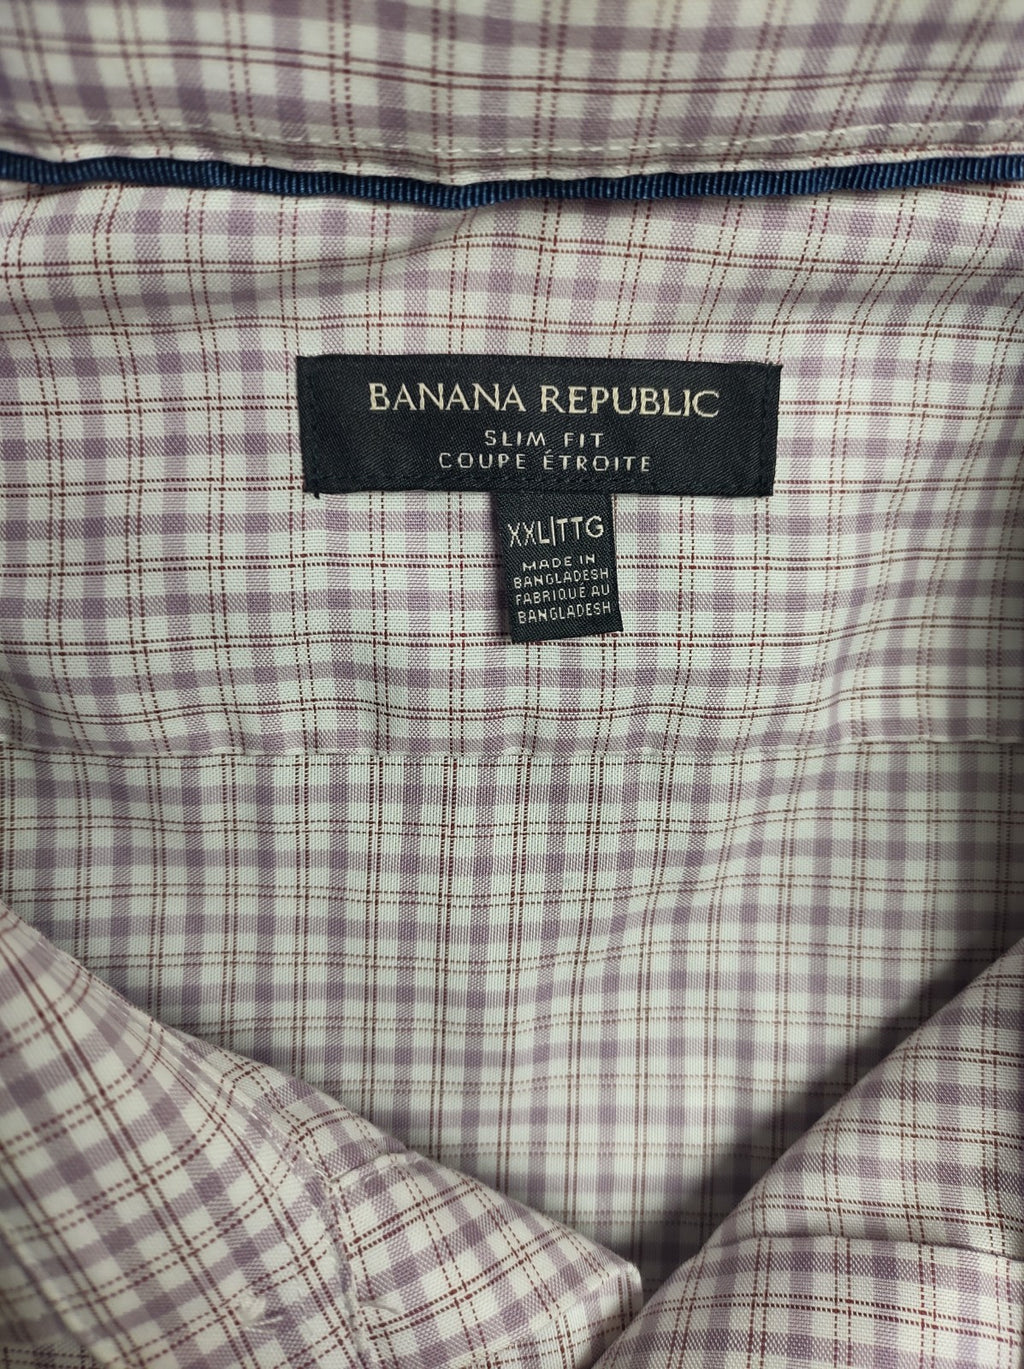 BANANA REPUBLIC
SLIM FIT
COUPE ÉTROITE
XXL|TTG
MADE IN
BANGLADESH
FABRIQUÉ AU
BANGLADESH